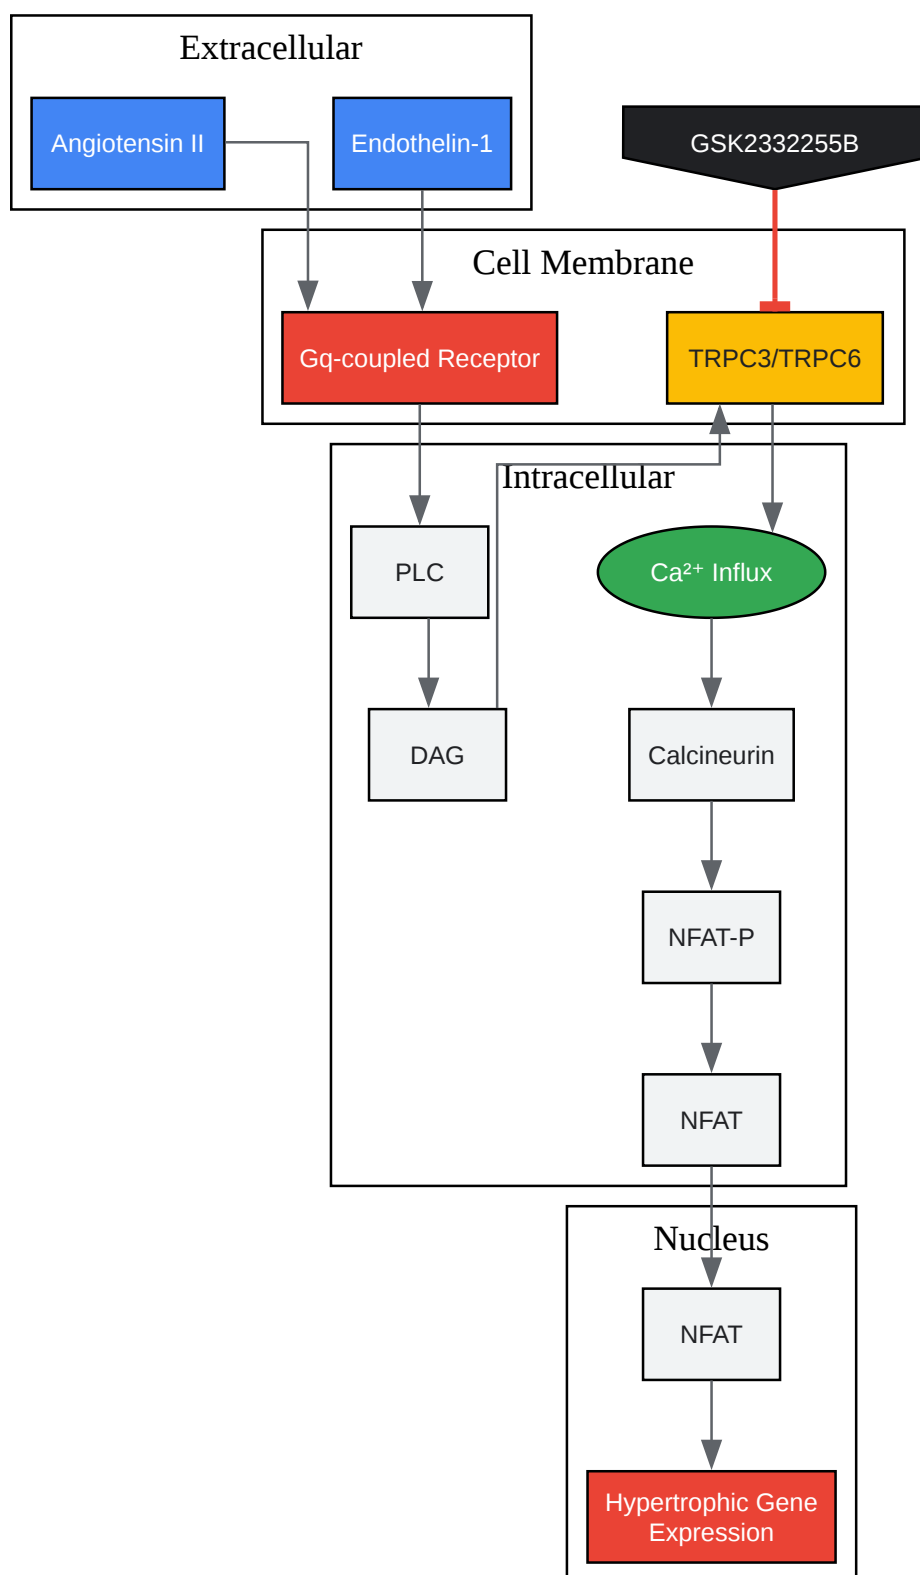 Extracellular
Angiotensin II
Endothelin-1
GSK2332255B
Cell Membrane
Gq-coupled Receptor
TRPC3/TRPC6
Intracellular
PLC
Ca²⁺ Influx
DAG
Calcineurin
NFAT-P
NFAT
Nucleus
NFAT
Hypertrophic Gene
Expression